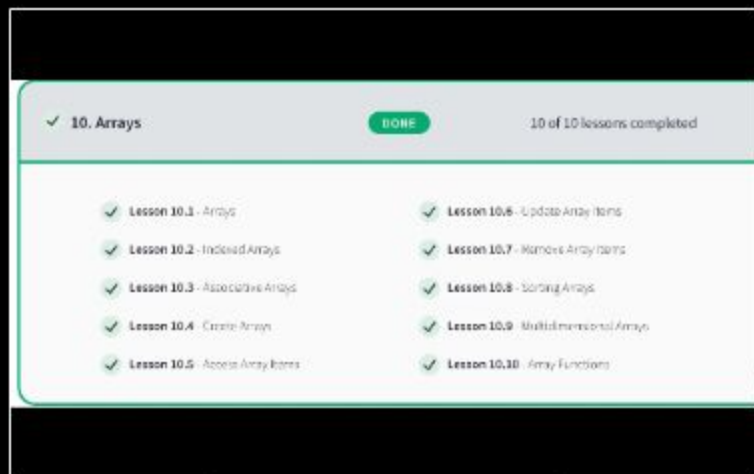 10. Arrays
DONE
10 of 10 lessons completed
Lesson 10.1 - Arrays
Lesson 10.2 - Indexed Arrays
Lesson 10.3 - Associative Arrays
Lesson 10.4 - Create Arrays
Lesson 10.5 - Access Array Items
Lesson 10.6 - Update Array Items
Lesson 10.7 - Remove Array Items
Lesson 10.8 - Sorting Arrays
Lesson 10.9 - Multidimensional Arrays
Lesson 10.10 - Array Functions